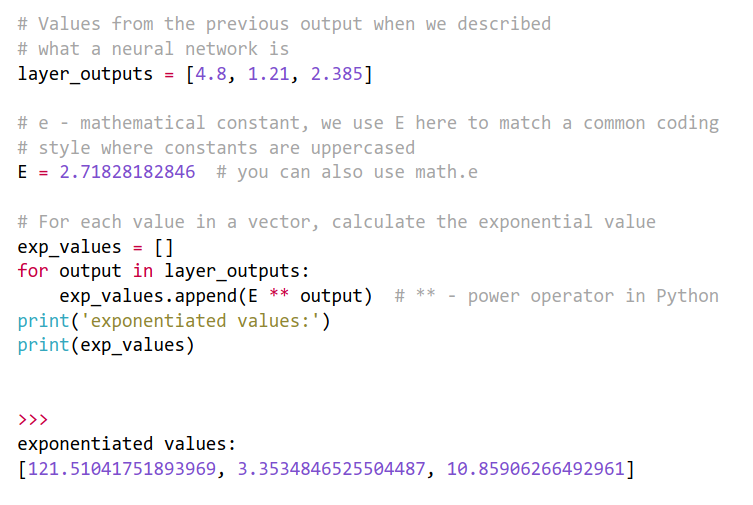 # Values from the previous output when we described
# what a neural network is
layer_outputs = [4.8, 1.21, 2.385]
# e - mathematical constant, we use E here to match a common coding
# style where constants are uppercased
E = 2.71828182846  # you can also use math.e
# For each value in a vector, calculate the exponential value
exp_values = []
for output in layer_outputs:
    exp_values.append(E ** output)  # ** - power operator in Python
print('exponentiated values:')
print(exp_values)
>>>
exponentiated values:
[121.51041751893969, 3.3534846525504487, 10.85906266492961]